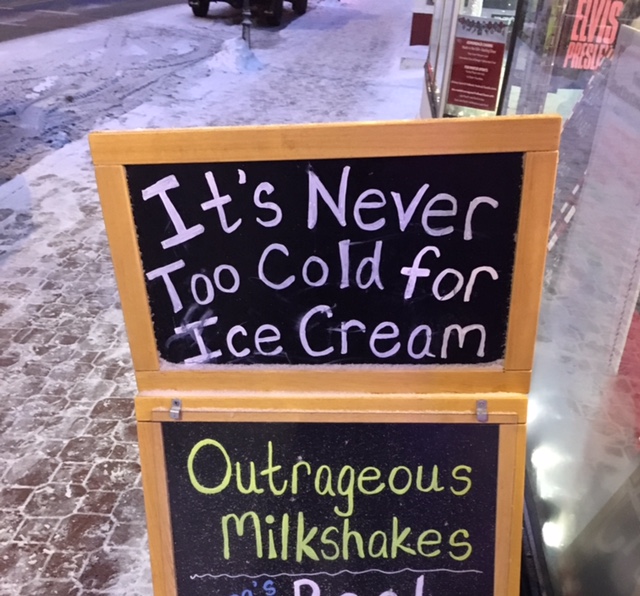 ELVIS
PRESLEY
It's Never
Too Cold for
Ice Cream
Outrageous
Milkshakes